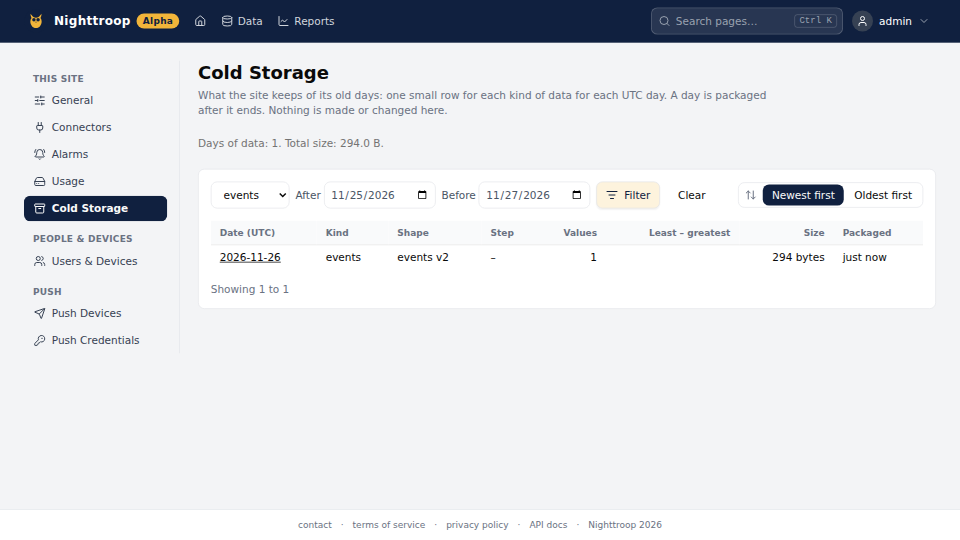 Nighttroop Alpha Data Reports Search pages... Ctrl K admin
THIS SITE
General
Connectors
Alarms
Usage
Cold Storage
PEOPLE & DEVICES
Users & Devices
PUSH
Push Devices
Push Credentials
Cold Storage
What the site keeps of its old days: one small row for each kind of data for each UTC day. A day is packaged
after it ends. Nothing is made or changed here.
Days of data: 1. Total size: 294.0 B.
events After 11/25/2026 Before 11/27/2026 Filter Clear Newest first Oldest first
Date (UTC) Kind Shape Step Values Least – greatest Size Packaged
2026-11-26 events events v2 – 1 294 bytes just now
Showing 1 to 1
contact · terms of service · privacy policy · API docs · Nighttroop 2026